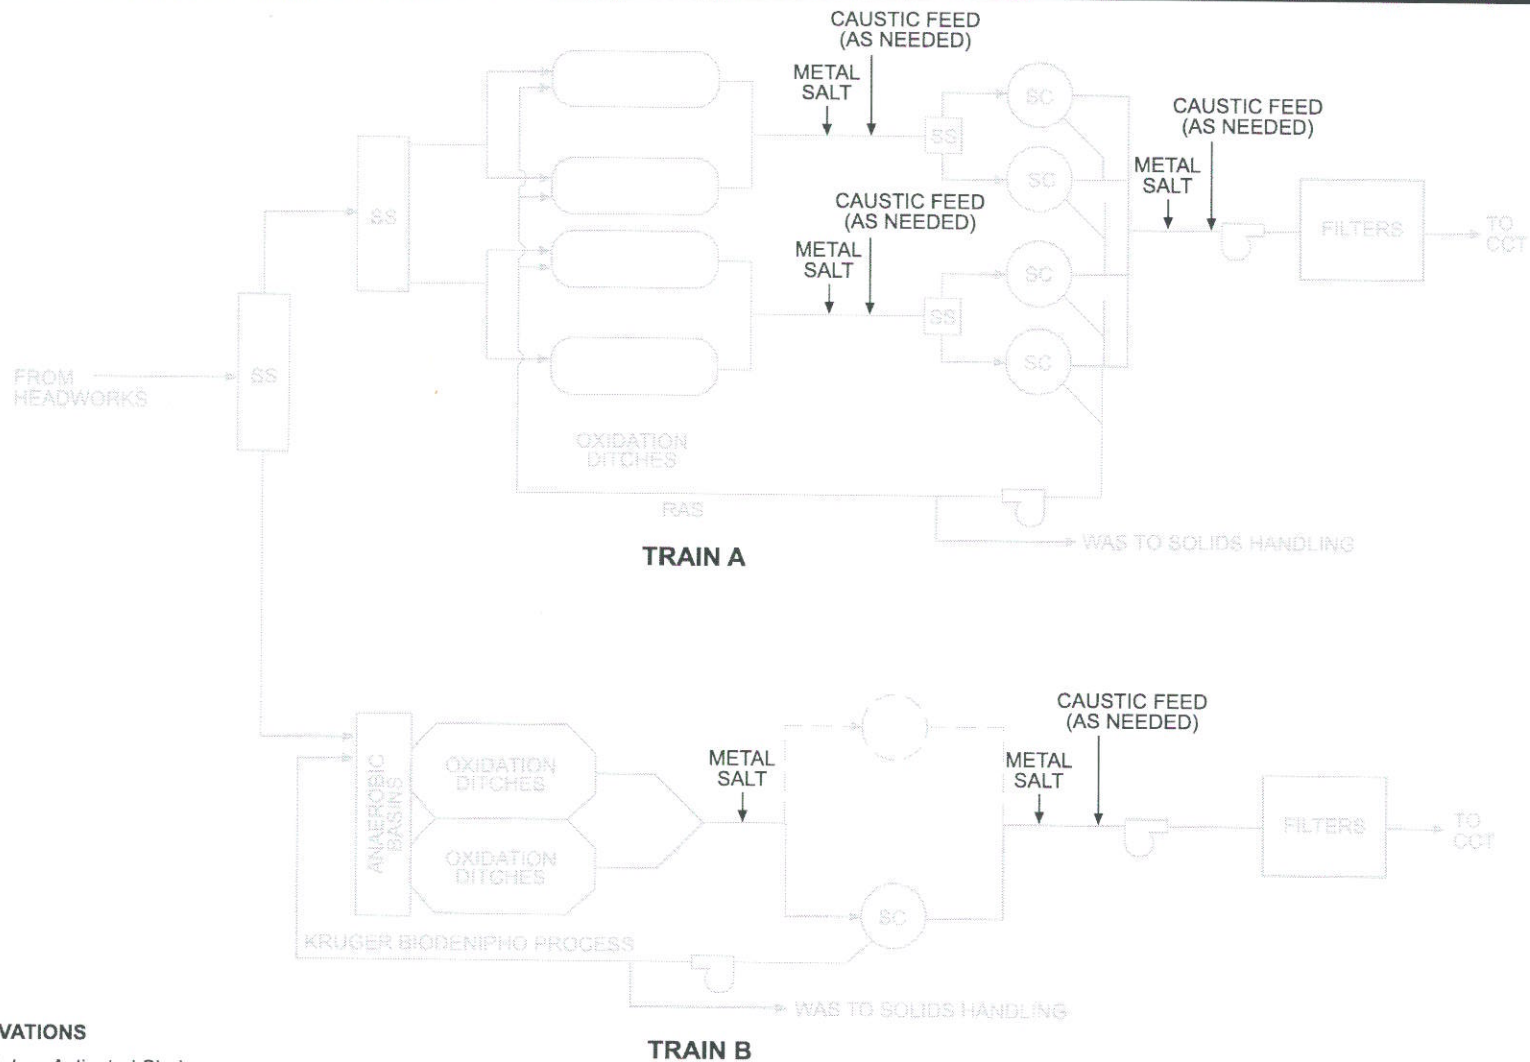 CAUSTIC FEED
(AS NEEDED)
METAL
SALT
SC
CAUSTIC FEED
(AS NEEDED)
SS
METAL
SALT
SC
CAUSTIC FEED
(AS NEEDED)
SS
FILTERS
TO
CCT
METAL
SALT
SC
SS
SC
FROM
HEADWORKS
SS
OXIDATION
DITCHES
RAS
WAS TO SOLIDS HANDLING
TRAIN A
CAUSTIC FEED
(AS NEEDED)
METAL
SALT
METAL
SALT
ANAEROBIC
BASINS
OXIDATION
DITCHES
FILTERS
TO
CCT
OXIDATION
DITCHES
SC
KRUGER BIODENIPHO PROCESS
WAS TO SOLIDS HANDLING
VATIONS
TRAIN B